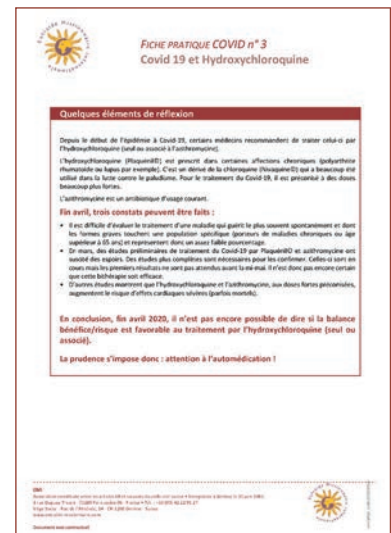 FICHE PRATIQUE COVID n° 3
Covid 19 et Hydroxychloroquine
Quelques éléments de réflexion
Depuis le début de l'épidémie à Covid-19, certains médecins recommandent de traiter celui-ci par
l'hydroxychloroquine (seul ou associé à l'azithromycine).
L'hydroxychloroquine (Plaquénil®) est prescrit dans certaines affections chroniques (polyarthrite
rhumatoïde ou lupus par exemple). C'est un dérivé de la chloroquine (Nivaquine®) qui a beaucoup été
utilisé dans la lutte contre le paludisme. Pour le traitement du Covid-19, il est préconisé à des doses
beaucoup plus fortes.
L'azithromycine est un antibiotique d'usage courant.
Fin avril, trois constats peuvent être faits :
• Il est difficile d'évaluer le traitement d'une maladie qui guérit le plus souvent spontanément et dont
les formes graves touchent une population spécifique (porteurs de maladies chroniques ou âge
supérieur à 65 ans) et représentent donc un assez faible pourcentage.
• Or mars, des études préliminaires de traitement du Covid-19 par Plaquénil® et azithromycine ont
suscité des espoirs. Des études plus complètes sont nécessaires pour les confirmer. Celles-ci sont en
cours mais les premiers résultats ne sont pas attendus avant la mi-mai. Il n'est donc pas encore certain
que cette bithérapie soit efficace.
• D'autres études montrent que l'hydroxychloroquine et l'azithromycine, aux doses fortes préconisées,
augmentent le risque d'effets cardiaques sévères (parfois mortels).
En conclusion, fin avril 2020, il n'est pas encore possible de dire si la balance
bénéfice/risque est favorable au traitement par l'hydroxychloroquine (seul ou
associé).
La prudence s'impose donc : attention à l'automédication !
Document non contractuel